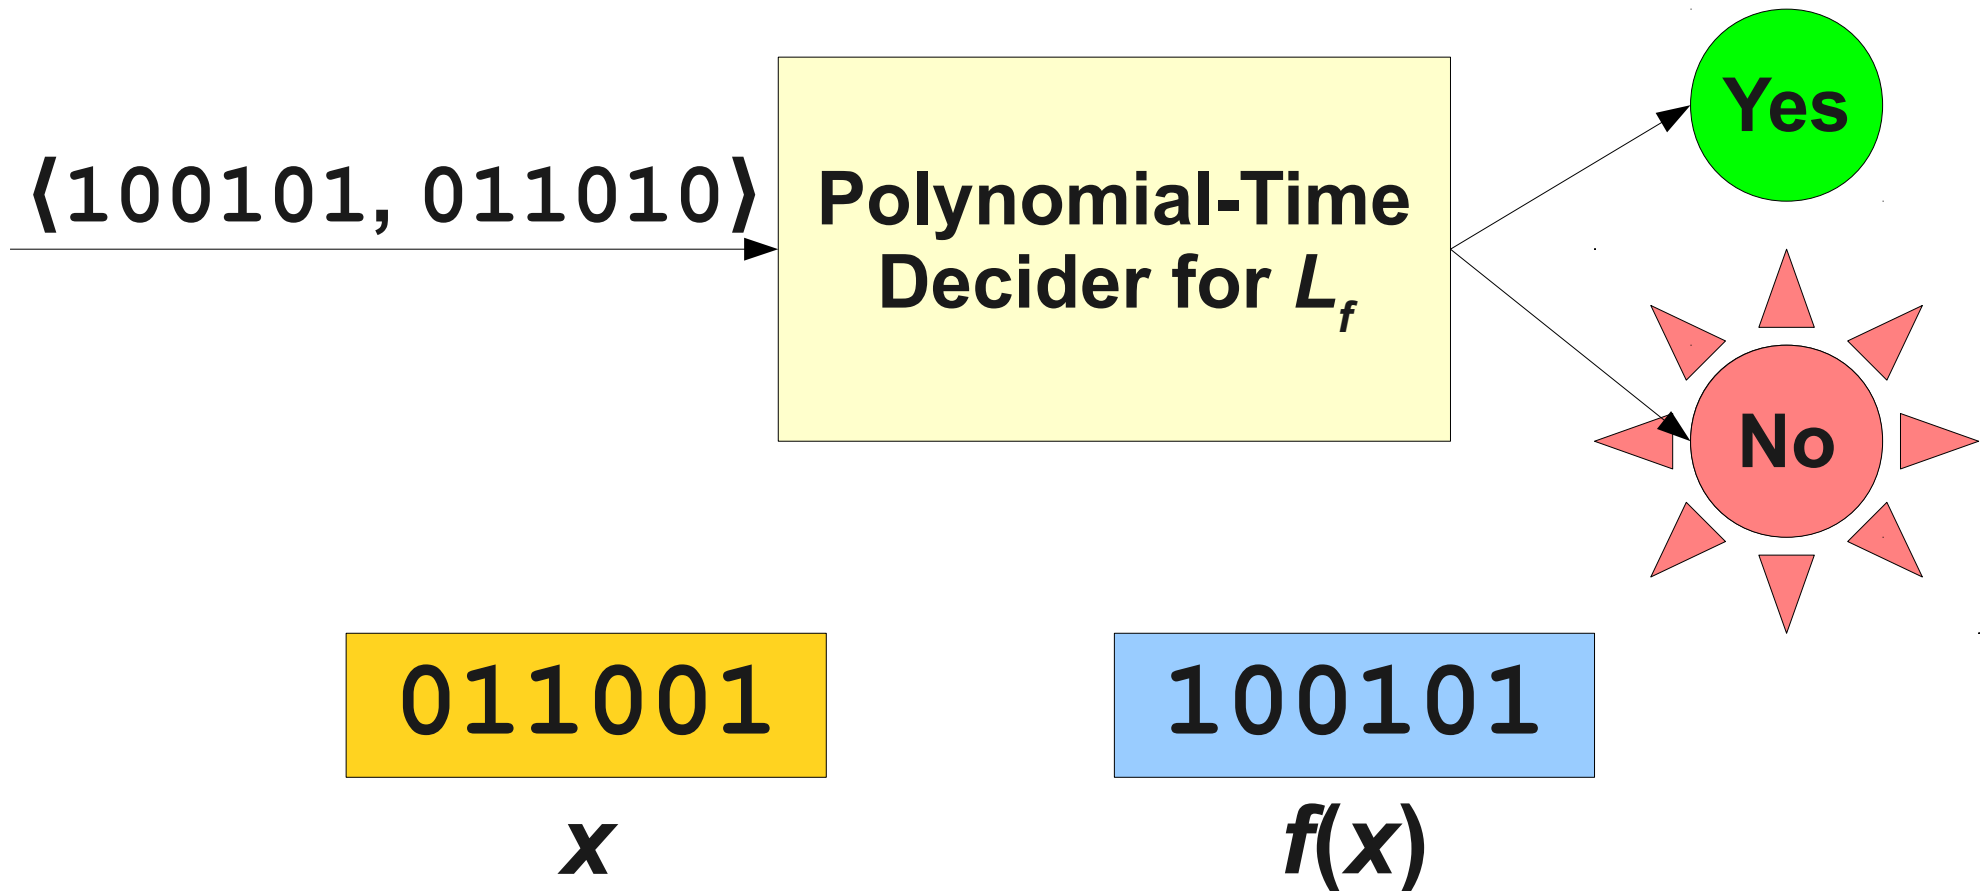 ⟨100101, 011010⟩
Polynomial-Time
Decider for L_f
Yes
No
011001
100101
x
f(x)